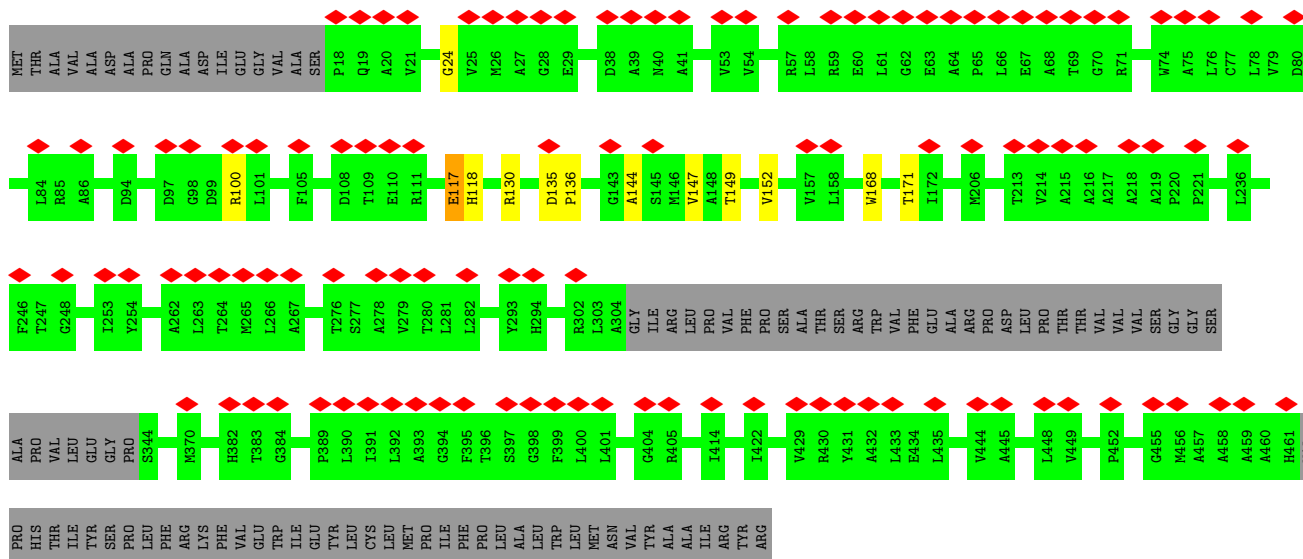 MET THR ALA VAL ALA ASP ALA PRO GLN ALA ASP ILE GLU GLY VAL ALA SER P18 Q19 A20 V21 G24 V25 M26 A27 G28 E29 D38 A39 N40 A41 V53 V54 R57 L58 R59 E60 L61 G62 E63 A64 P65 L66 E67 A68 T69 G70 R71 W74 A75 L76 C77 L78 V79 D80
L84 R85 A86 D94 D97 G98 D99 R100 L101 F105 D108 T109 E110 R111 E117 H118 R130 D135 P136 G143 A144 S145 M146 V147 A148 T149 V152 V157 L158 W168 T171 I172 M206 T213 V214 A215 A216 A217 A218 A219 P220 P221 L236
F246 T247 G248 I253 Y254 A262 L263 T264 M265 L266 A267 T276 S277 A278 V279 T280 L281 L282 Y293 H294 R302 L303 A304 GLY ILE ARG LEU PRO VAL PHE PRO SER ALA THR SER ARG TRP VAL PHE GLU ALA ARG PRO ASP LEU PRO THR THR VAL VAL VAL SER GLY GLY SER
ALA PRO VAL LEU GLU GLY PRO S344 M370 H382 T383 G384 P389 L390 I391 L392 A393 G394 F395 T396 S397 G398 F399 L400 L401 G404 R405 I414 I422 V429 R430 Y431 A432 L433 E434 L435 V444 A445 L448 V449 P452 G455 M456 A457 A458 A459 A460 H461
PRO HIS THR ILE TYR SER PRO LEU PHE ARG LYS PHE VAL GLU TRP ILE GLU TYR LEU CYS LEU MET PRO ILE PHE PRO LEU ALA LEU TRP LEU MET ASN VAL TYR ALA ALA ILE ARG TYR ARG